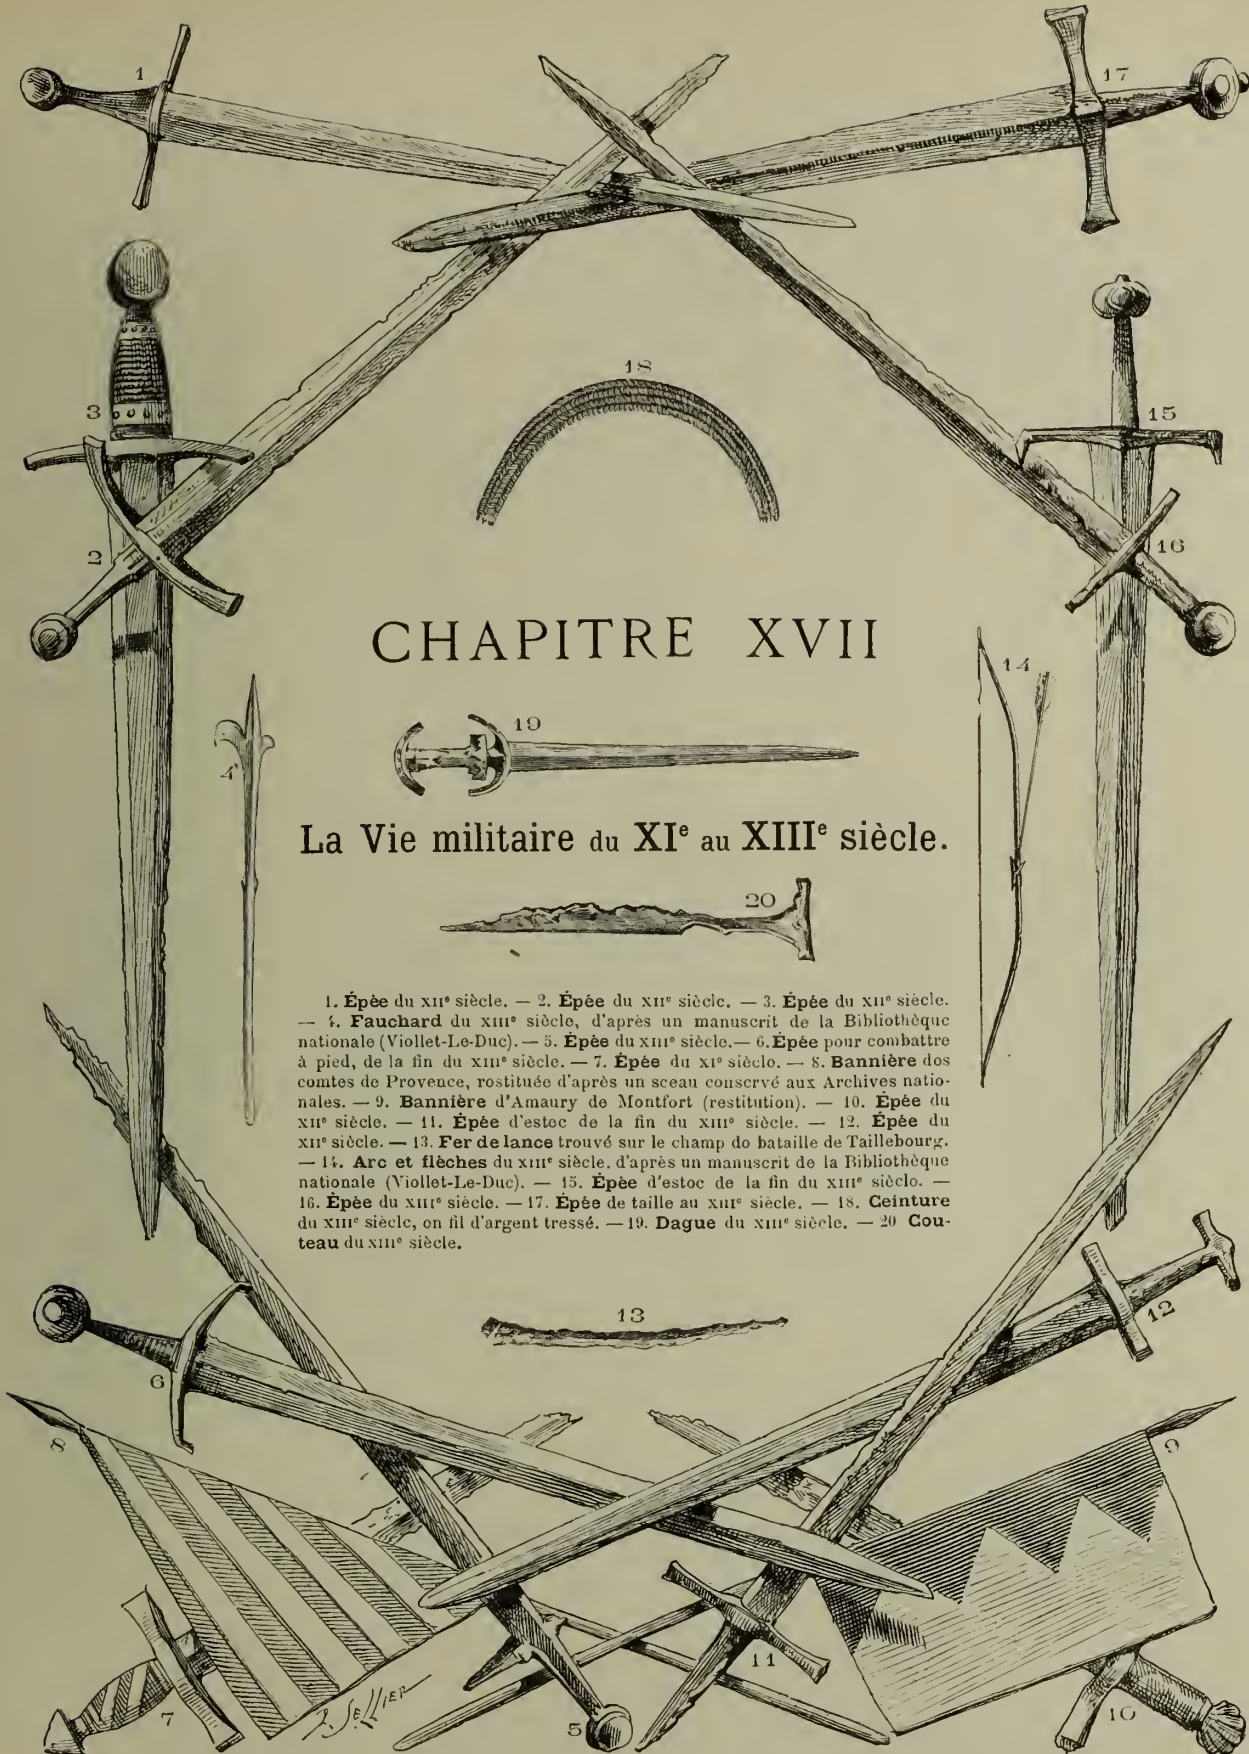 1
17
18
3
15
2
16
CHAPITRE XVII
14
19
4
La Vie militaire du XIe au XIIIe siècle.
20
1. Épée du XIIe siècle. — 2. Épée du XIIe siècle. — 3. Épée du XIIe siècle.
— 4. Fauchard du XIIIe siècle, d'après un manuscrit de la Bibliothèque
nationale (Viollet-Le-Duc). — 5. Épée du XIIIe siècle. — 6. Épée pour combattre
à pied, de la fin du XIIIe siècle. — 7. Épée du XIe siècle. — 8. Bannière des
comtes de Provence, restituée d'après un sceau conservé aux Archives natio-
nales. — 9. Bannière d'Amaury de Montfort (restitution). — 10. Épée du
XIIe siècle. — 11. Épée d'estoc de la fin du XIIIe siècle. — 12. Épée du
XIIe siècle. — 13. Fer de lance trouvé sur le champ de bataille de Taillebourg.
— 14. Arc et flèches du XIIIe siècle, d'après un manuscrit de la Bibliothèque
nationale (Viollet-Le-Duc). — 15. Épée d'estoc de la fin du XIIIe siècle. —
16. Épée du XIIIe siècle. — 17. Épée de taille au XIIIe siècle. — 18. Ceinture
du XIIIe siècle, en fil d'argent tressé. — 19. Dague du XIIIe siècle. — 20 Cou-
teau du XIIIe siècle.
13
12
6
8
9
11
7
5
10
SELLIER